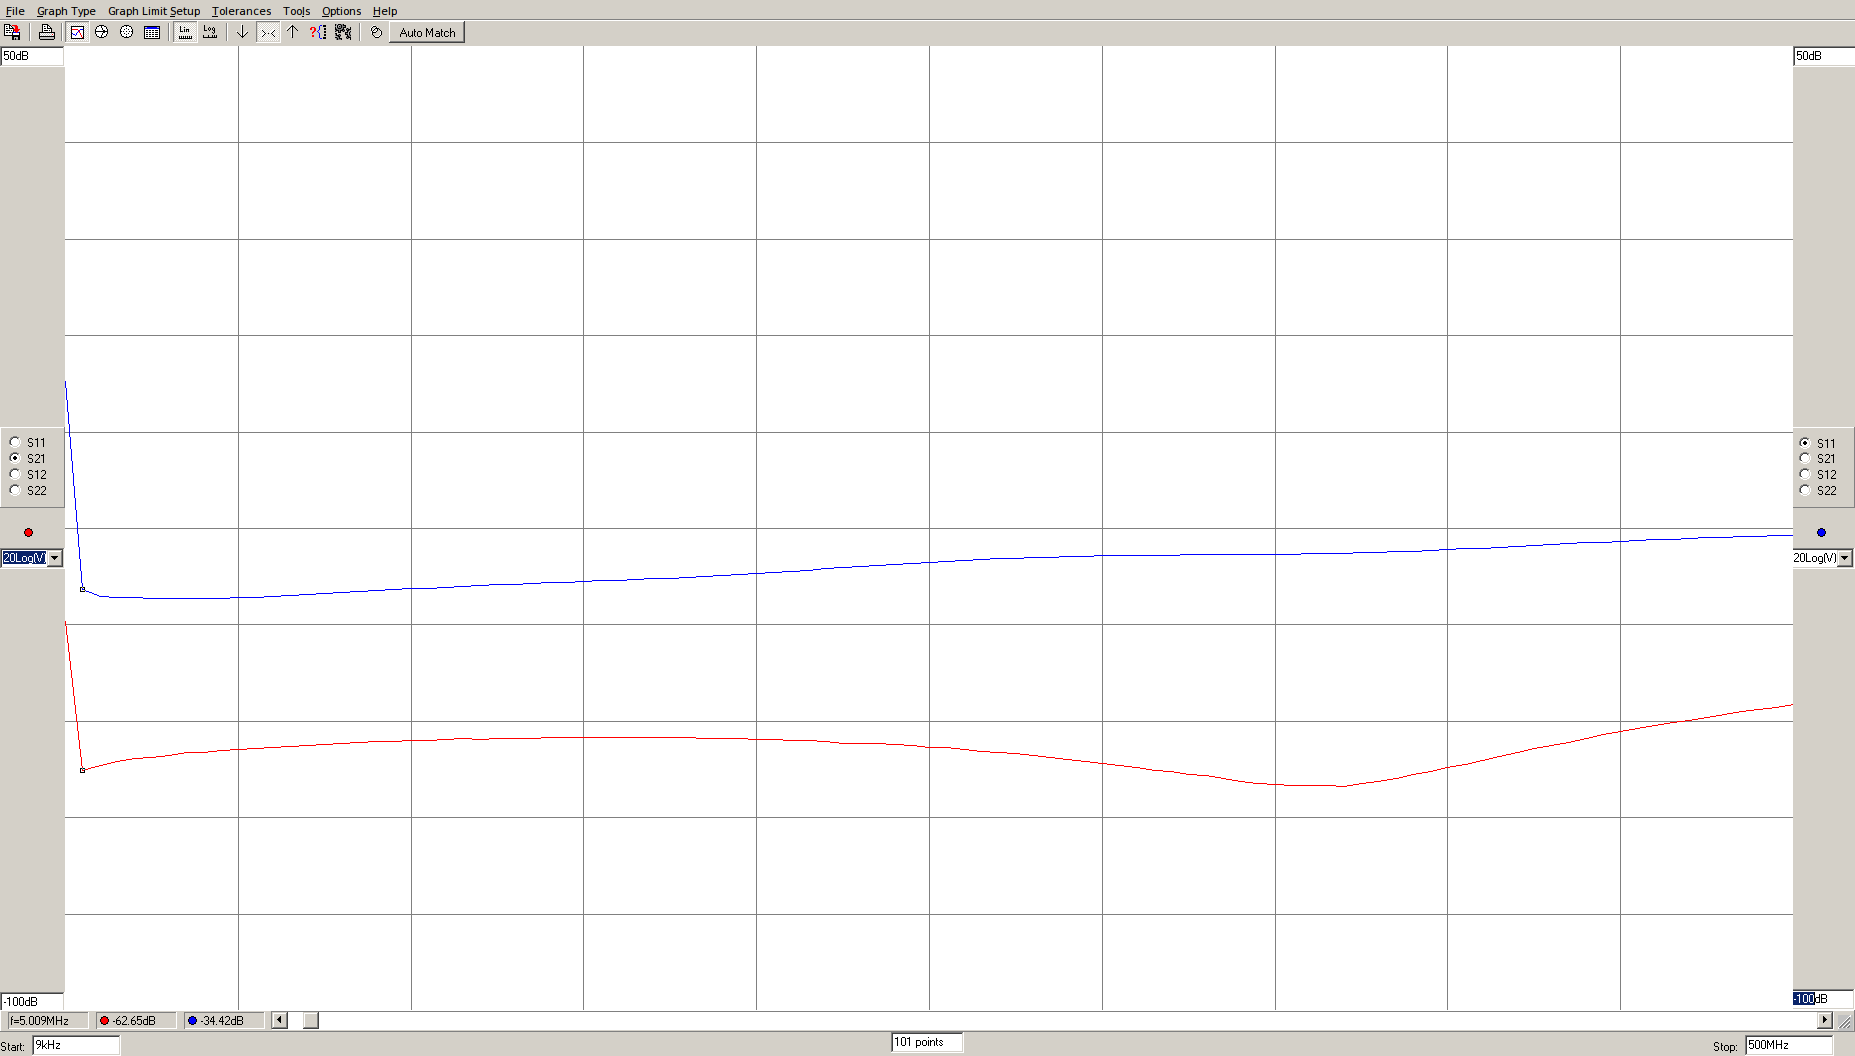 File Graph Type Graph Limit Setup Tolerances Tools Options Help
Lin Log Auto Match
50dB 50dB
S11 S11
S21 S21
S12 S12
S22 S22
20Log(V) 20Log(V)
-100dB -100dB
f=5.009MHz -62.65dB -34.42dB
Start: 9kHz 101 points Stop: 500MHz